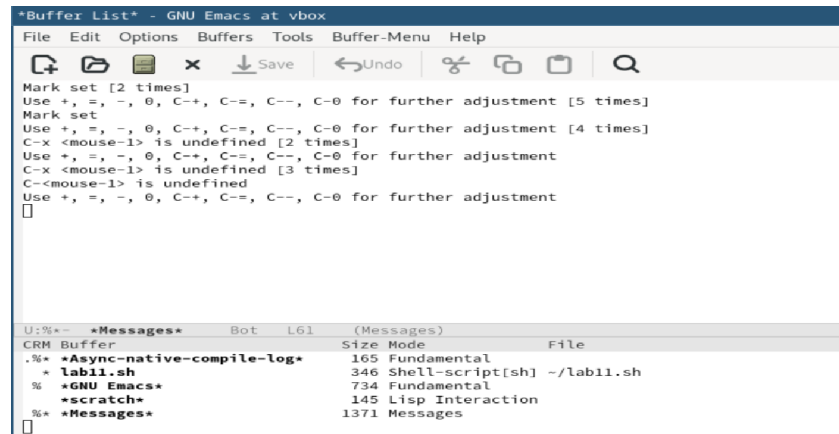 *Buffer List* - GNU Emacs at vbox
File Edit Options Buffers Tools Buffer-Menu Help
Save Undo
Mark set [2 times]
Use +, =, -, 0, C-+, C-=, C--, C-0 for further adjustment [5 times]
Mark set
Use +, =, -, 0, C-+, C-=, C--, C-0 for further adjustment [4 times]
C-x <mouse-1> is undefined [2 times]
Use +, =, -, 0, C-+, C-=, C--, C-0 for further adjustment
C-x <mouse-1> is undefined [3 times]
C-<mouse-1> is undefined
Use +, =, -, 0, C-+, C-=, C--, C-0 for further adjustment
U:%*- *Messages* Bot L61 (Messages)
CRM Buffer Size Mode File
.%* *Async-native-compile-log* 165 Fundamental
* lab11.sh 346 Shell-script[sh] ~/lab11.sh
% *GNU Emacs* 734 Fundamental
*scratch* 145 Lisp Interaction
%* *Messages* 1371 Messages